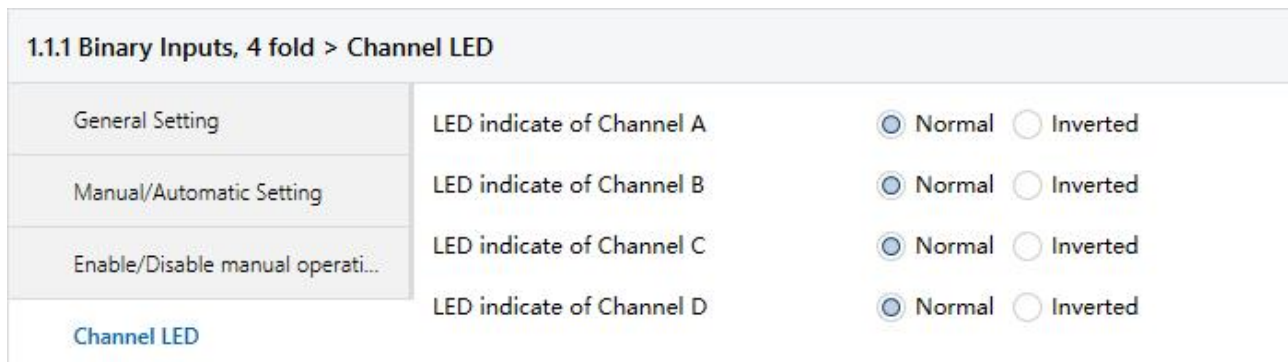 1.1.1 Binary Inputs, 4 fold > Channel LED
General Setting
Manual/Automatic Setting
Enable/Disable manual operati...
Channel LED
LED indicate of Channel A Normal Inverted
LED indicate of Channel B Normal Inverted
LED indicate of Channel C Normal Inverted
LED indicate of Channel D Normal Inverted